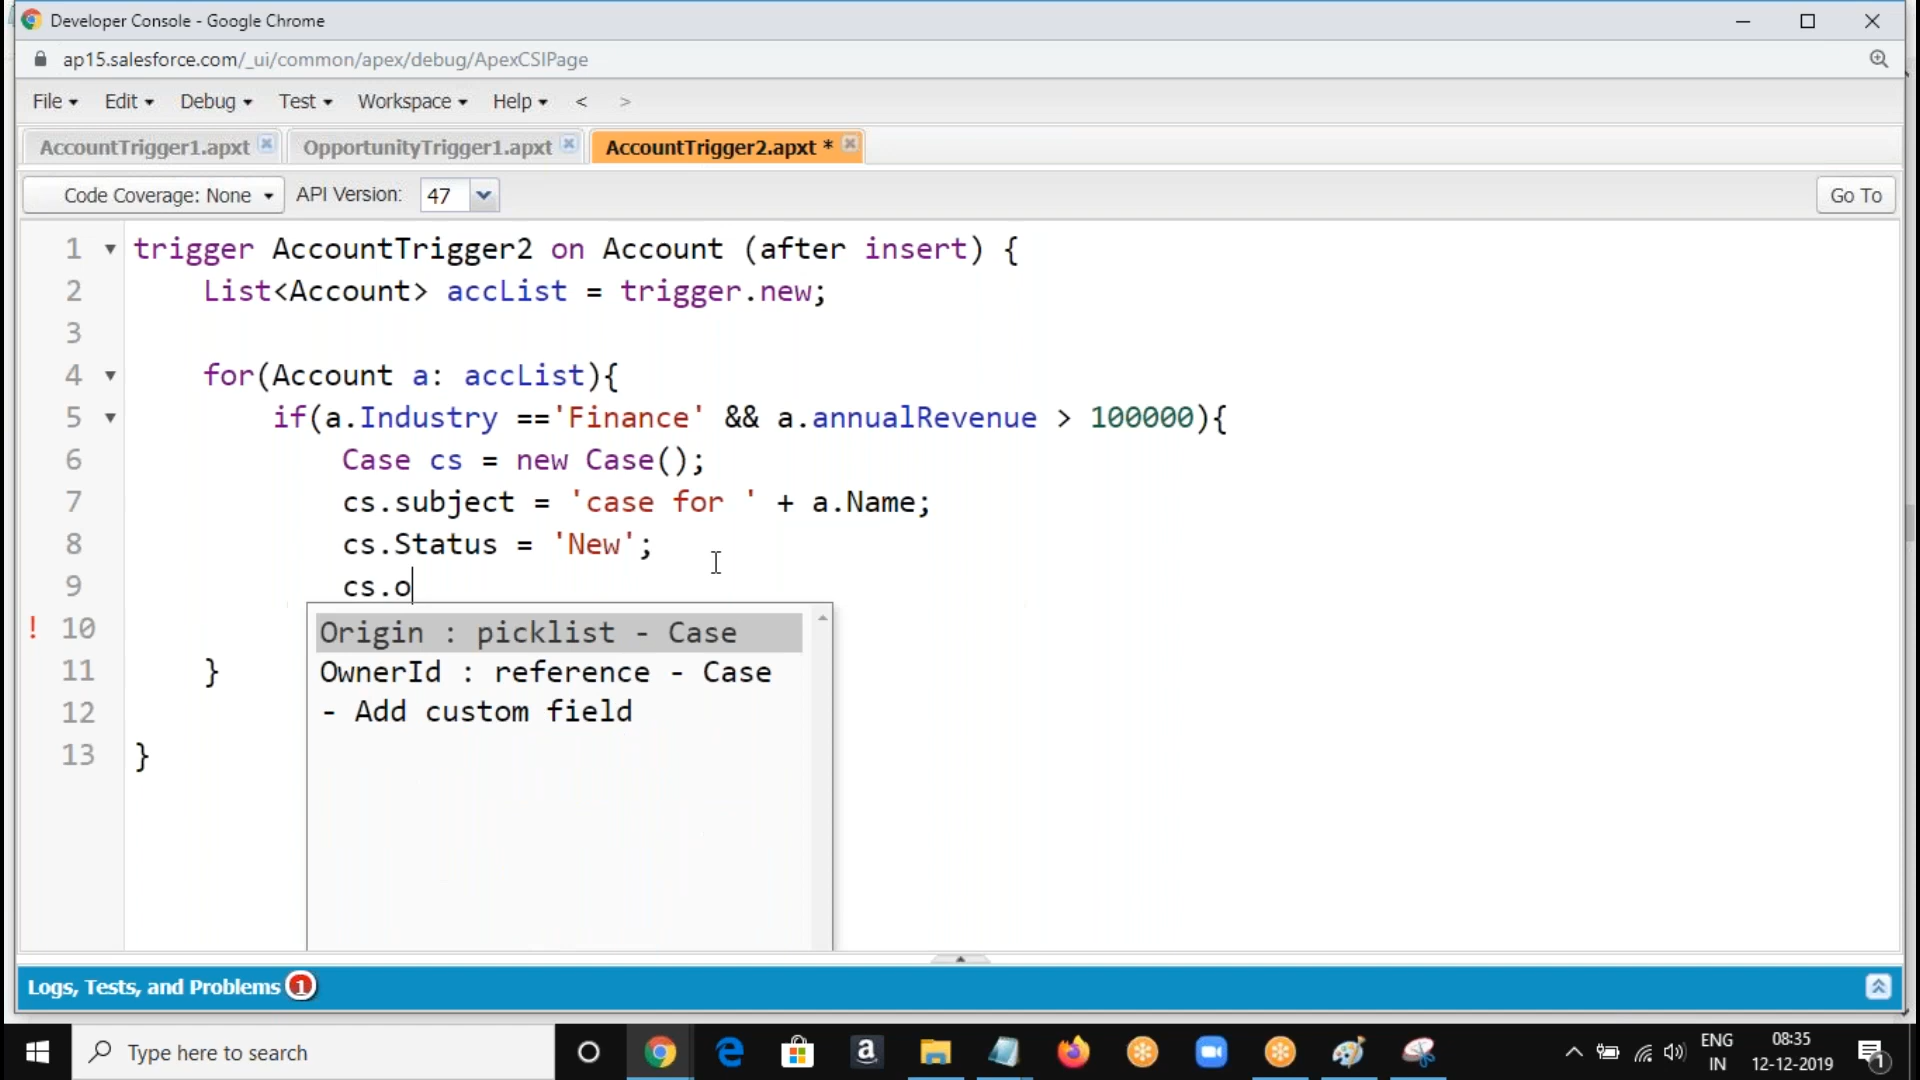 Developer Console - Google Chrome
ap15.salesforce.com/_ui/common/apex/debug/ApexCSIPage
File Edit Debug Test Workspace Help < >
AccountTrigger1.apxt OpportunityTrigger1.apxt AccountTrigger2.apxt *
Code Coverage: None API Version: 47 Go To
1 trigger AccountTrigger2 on Account (after insert) {
2 List<Account> accList = trigger.new;
3
4 for(Account a: accList){
5 if(a.Industry =='Finance' && a.annualRevenue > 100000){
6 Case cs = new Case();
7 cs.subject = 'case for ' + a.Name;
8 cs.Status = 'New';
9 cs.o
! 10 Origin : picklist - Case
11 } OwnerId : reference - Case
12 - Add custom field
13 }
Logs, Tests, and Problems 1
Type here to search
ENG
IN
08:35
12-12-2019
1